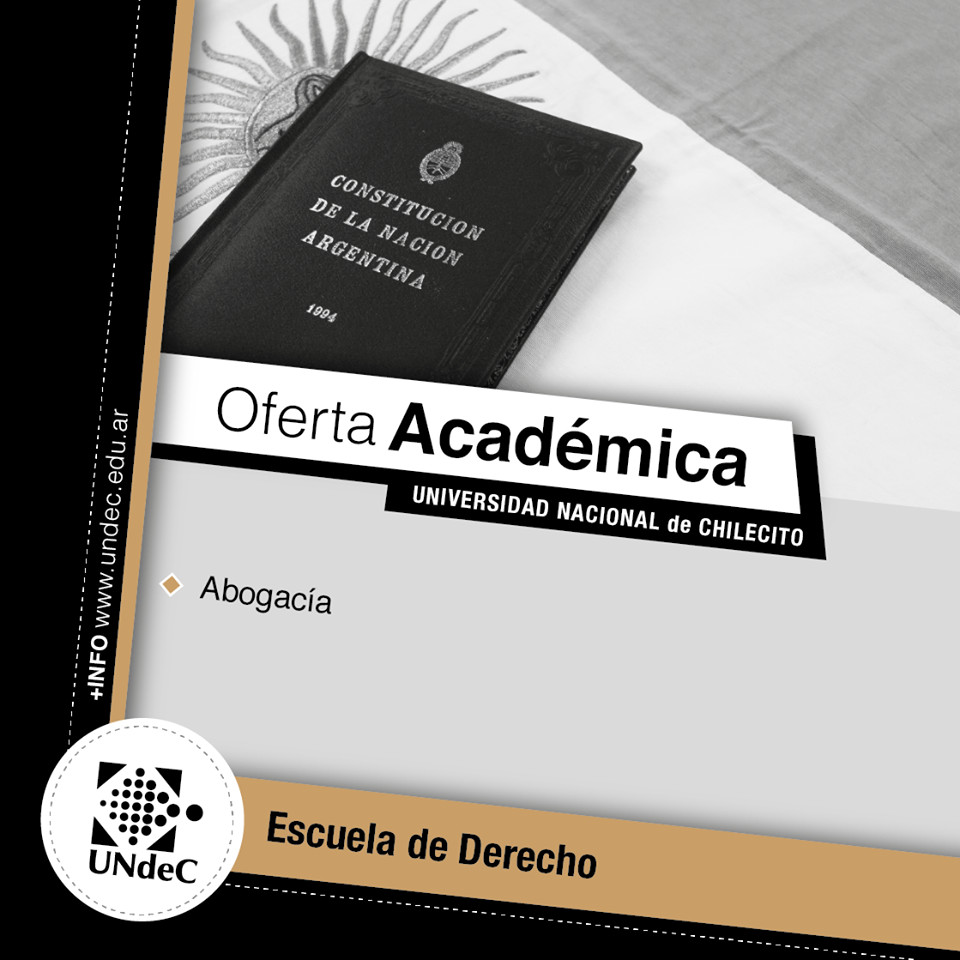 CONSTITUCION
DE LA NACION
ARGENTINA
1994
Oferta Académica
UNIVERSIDAD NACIONAL de CHILECITO
Abogacía
+INFO www.undec.edu.ar
UNdeC
Escuela de Derecho